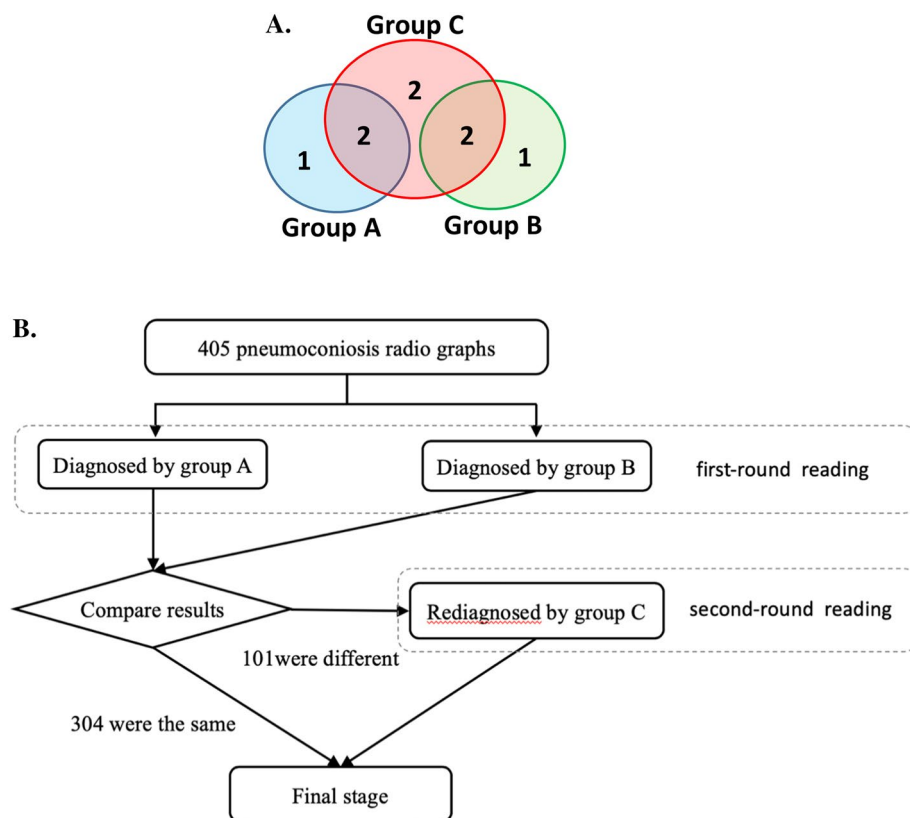 A.
Group C
2
2
2
1
1
Group A
Group B
B.
405 pneumoconiosis radio graphs
Diagnosed by group A
Diagnosed by group B
first-round reading
Compare results
Rediagnosed by group C
second-round reading
101were different
304 were the same
Final stage